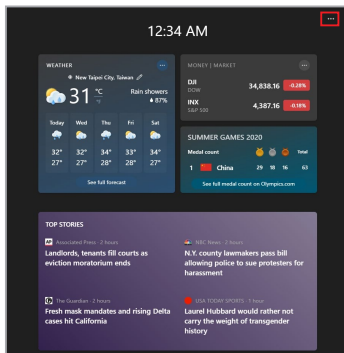 12:34 AM
WEATHER
New Taipei City, Taiwan
31 °C
Rain showers
87%
Today Wed Thu Fri Sat
32° 32° 34° 33° 34°
27° 27° 28° 27° 27°
See full forecast
MONEY | MARKET
DJI
DOW
34,838.16 -0.28%
INX
S&P 500
4,387.16 -0.18%
SUMMER GAMES 2020
Medal count Total
1 China 29 18 16 63
See full medal count on Olympics.com
TOP STORIES
AP Associated Press · 2 hours
Landlords, tenants fill courts as
eviction moratorium ends
NBC News · 2 hours
N.Y. county lawmakers pass bill
allowing police to sue protesters for
harassment
The Guardian · 2 hours
Fresh mask mandates and rising Delta
cases hit California
USA TODAY SPORTS · 1 hour
Laurel Hubbard would rather not
carry the weight of transgender
history